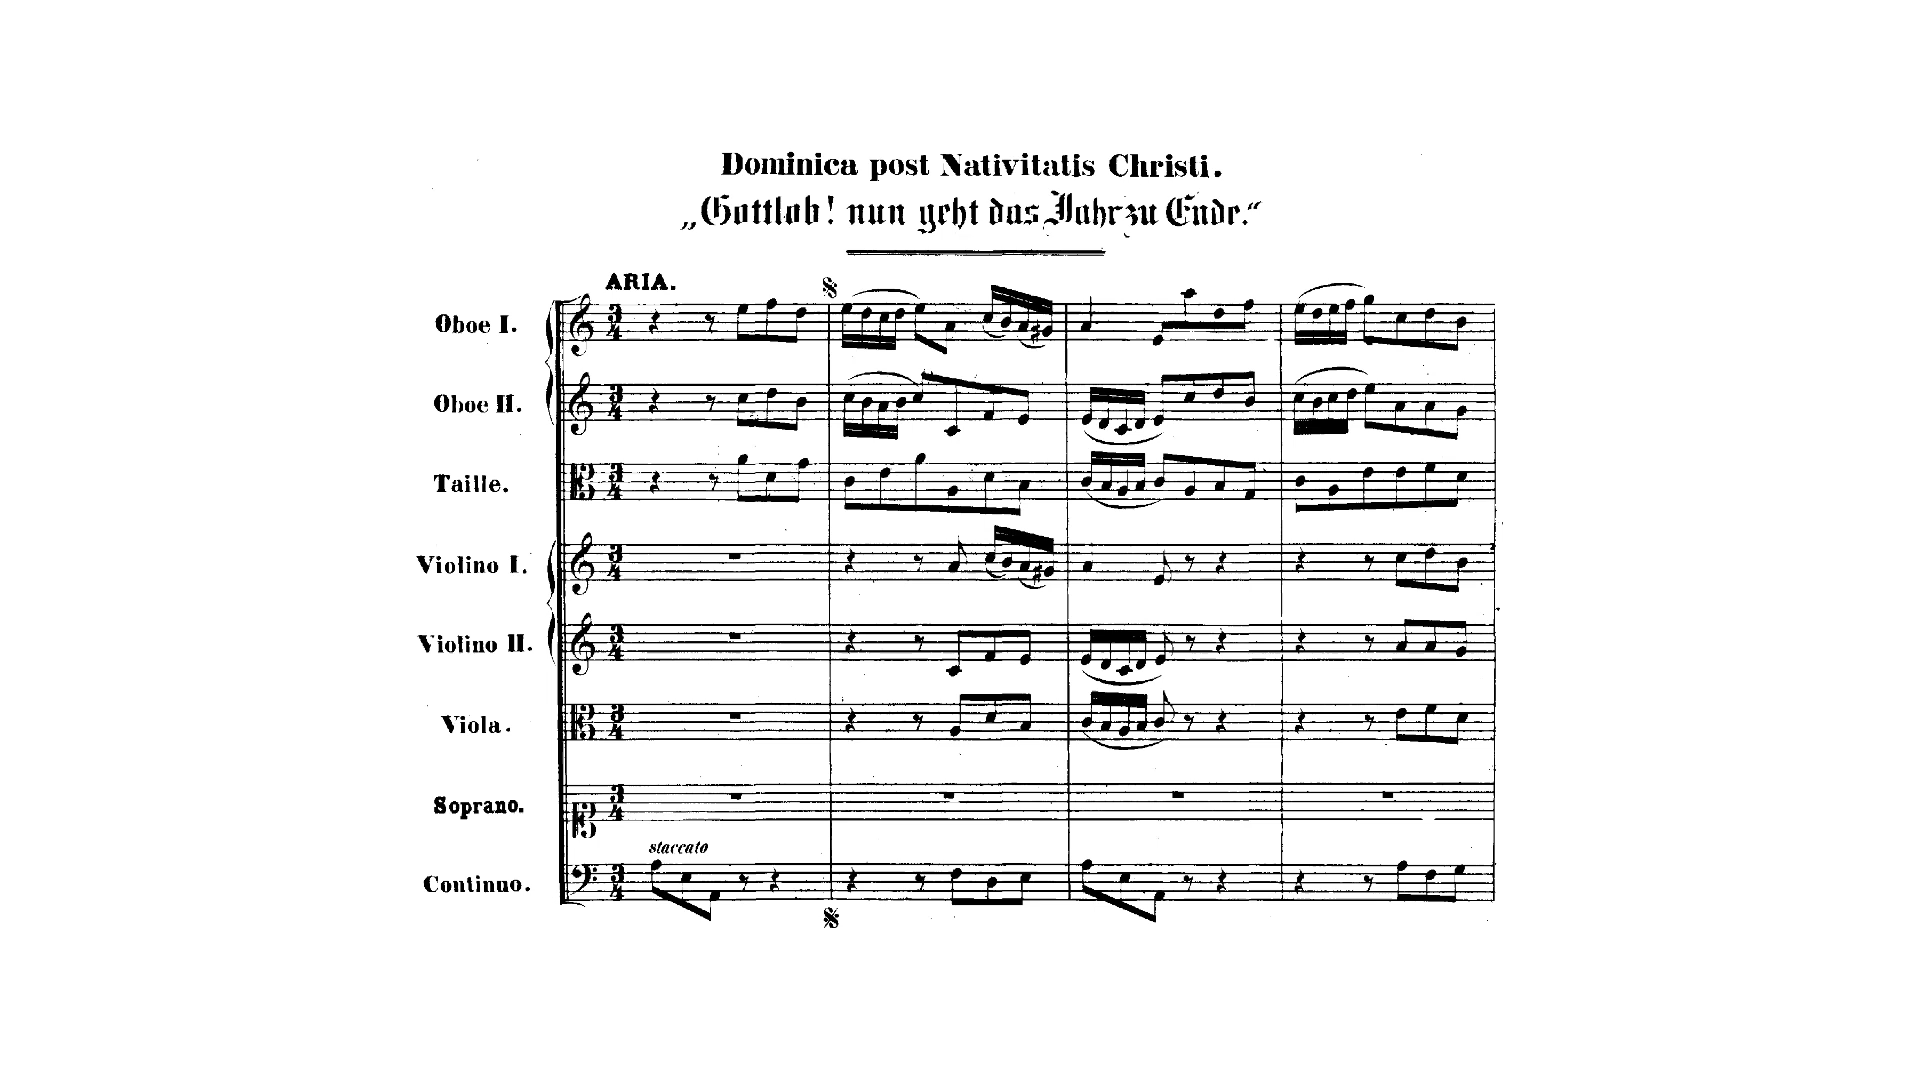 Dominica post Nativitatis Christi.
„Gottlob! nun geht das Jahr zu Ende.“
ARIA.
Oboe I.
Oboe II.
Taille.
Violino I.
Violino II.
Viola.
Soprano.
staccato
Continuo.